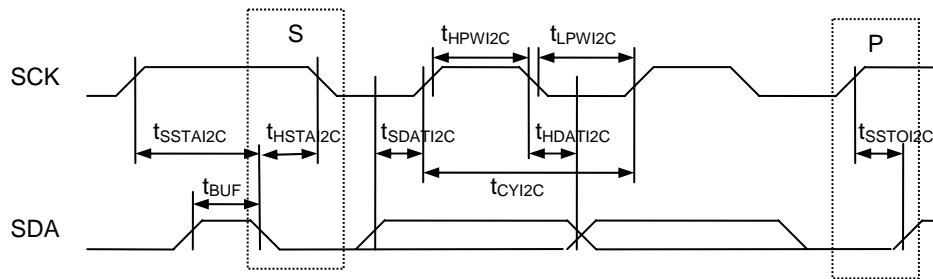 S
P
tHPWI2C tLPWI2C
SCK
tSSTAI2C tHSTAI2C tSDATI2C tHDATI2C tSSTOI2C
tCYI2C
tBUF
SDA